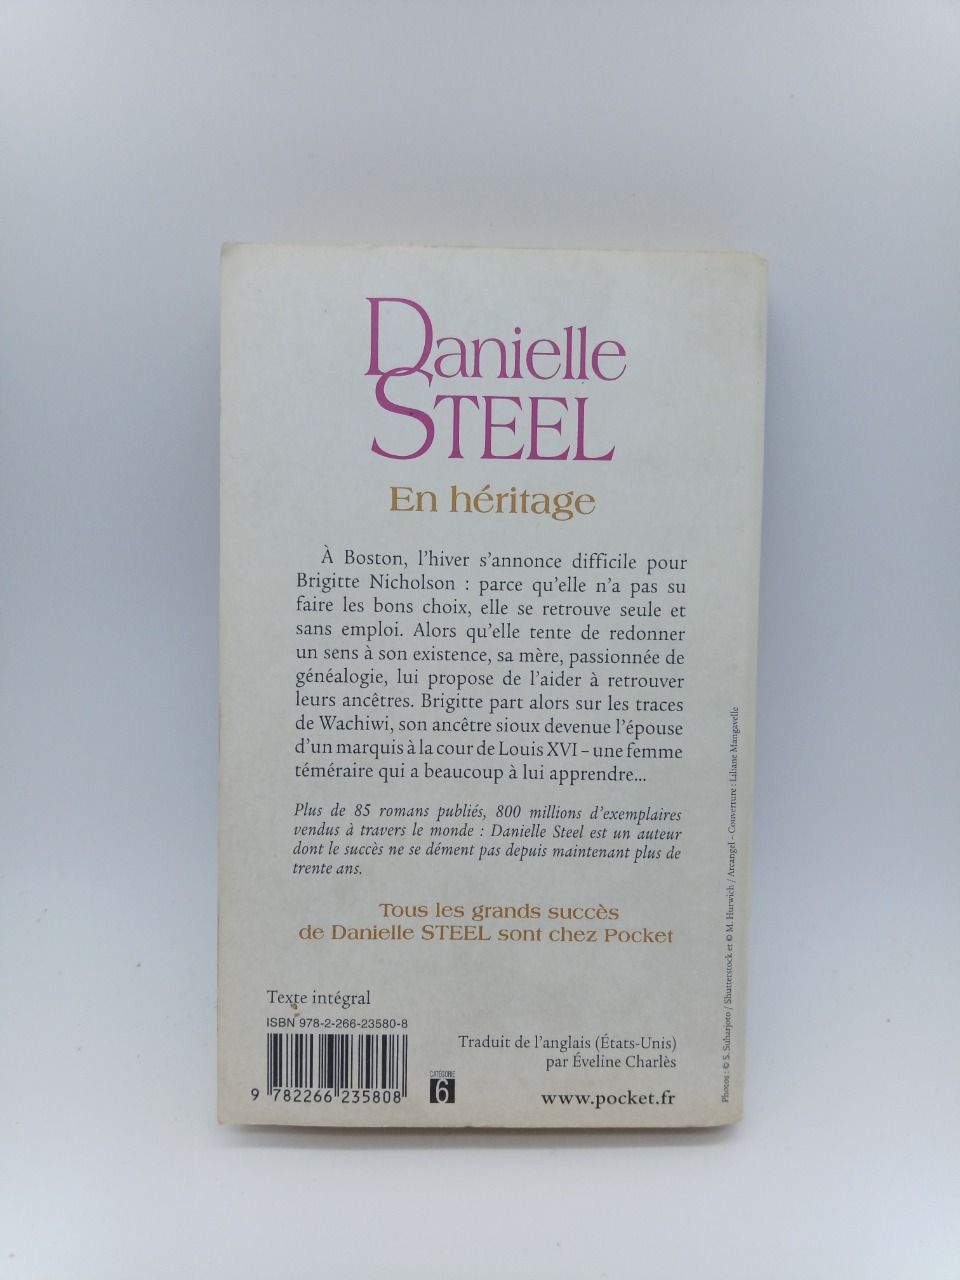 Danielle
STEEL
En héritage
À Boston, l'hiver s'annonce difficile pour
Brigitte Nicholson : parce qu'elle n'a pas su
faire les bons choix, elle se retrouve seule et
sans emploi. Alors qu'elle tente de redonner
un sens à son existence, sa mère, passionnée de
généalogie, lui propose de l'aider à retrouver
leurs ancêtres. Brigitte part alors sur les traces
de Wachiwi, son ancêtre sioux devenue l'épouse
d'un marquis à la cour de Louis XVI – une femme
téméraire qui a beaucoup à lui apprendre...
Plus de 85 romans publiés, 800 millions d'exemplaires
vendus à travers le monde : Danielle Steel est un auteur
dont le succès ne se dément pas depuis maintenant plus de
trente ans.
Tous les grands succès
de Danielle STEEL sont chez Pocket
Texte intégral
ISBN 978-2-266-23580-8
9 782266 235808
CATÉGORIE
6
Traduit de l'anglais (États-Unis)
par Éveline Charlès
www.pocket.fr
Photos : © S. Suharjoto / Shutterstock et © M. Hurwich / Arcangel – Couverture : Laliane Mangavelle